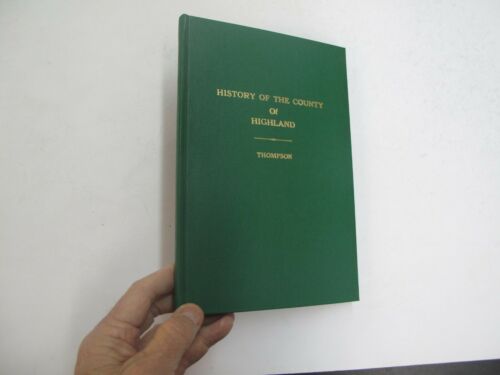 HISTORY OF THE COUNTY
Of
HIGHLAND
THOMPSON